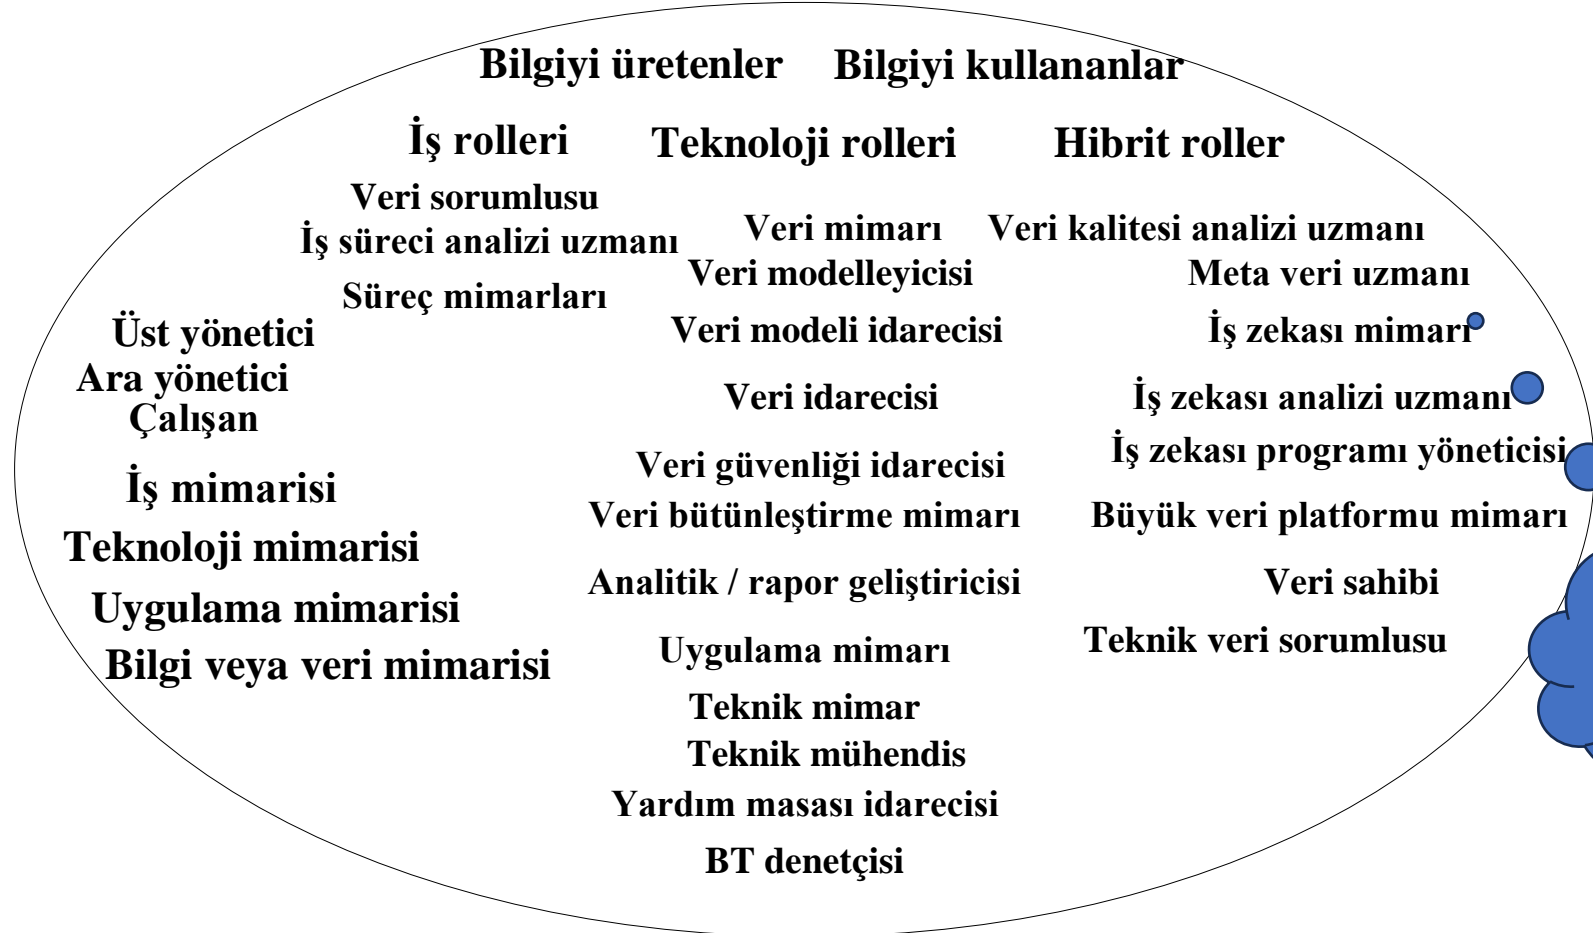 Bilgiyi üretenler
Bilgiyi kullananlar
İş rolleri
Veri sorumlusu
İş süreci analizi uzmanı
Süreç mimarları
Teknoloji rolleri
Veri mimarı
Veri modelleyicisi
Veri modeli idarecisi
Veri idarecisi
Veri güvenliği idarecisi
Veri bütünleştirme mimarı
Analitik / rapor geliştiricisi
Uygulama mimarı
Teknik mimar
Teknik mühendis
Yardım masası idarecisi
BT denetçisi
Hibrit roller
Veri kalitesi analizi uzmanı
Meta veri uzmanı
İş zekası mimarı
İş zekası analizi uzmanı
İş zekası programı yöneticisi
Büyük veri platformu mimarı
Veri sahibi
Teknik veri sorumlusu
Üst yönetici
Ara yönetici
Çalışan
İş mimarisi
Teknoloji mimarisi
Uygulama mimarisi
Bilgi veya veri mimarisi